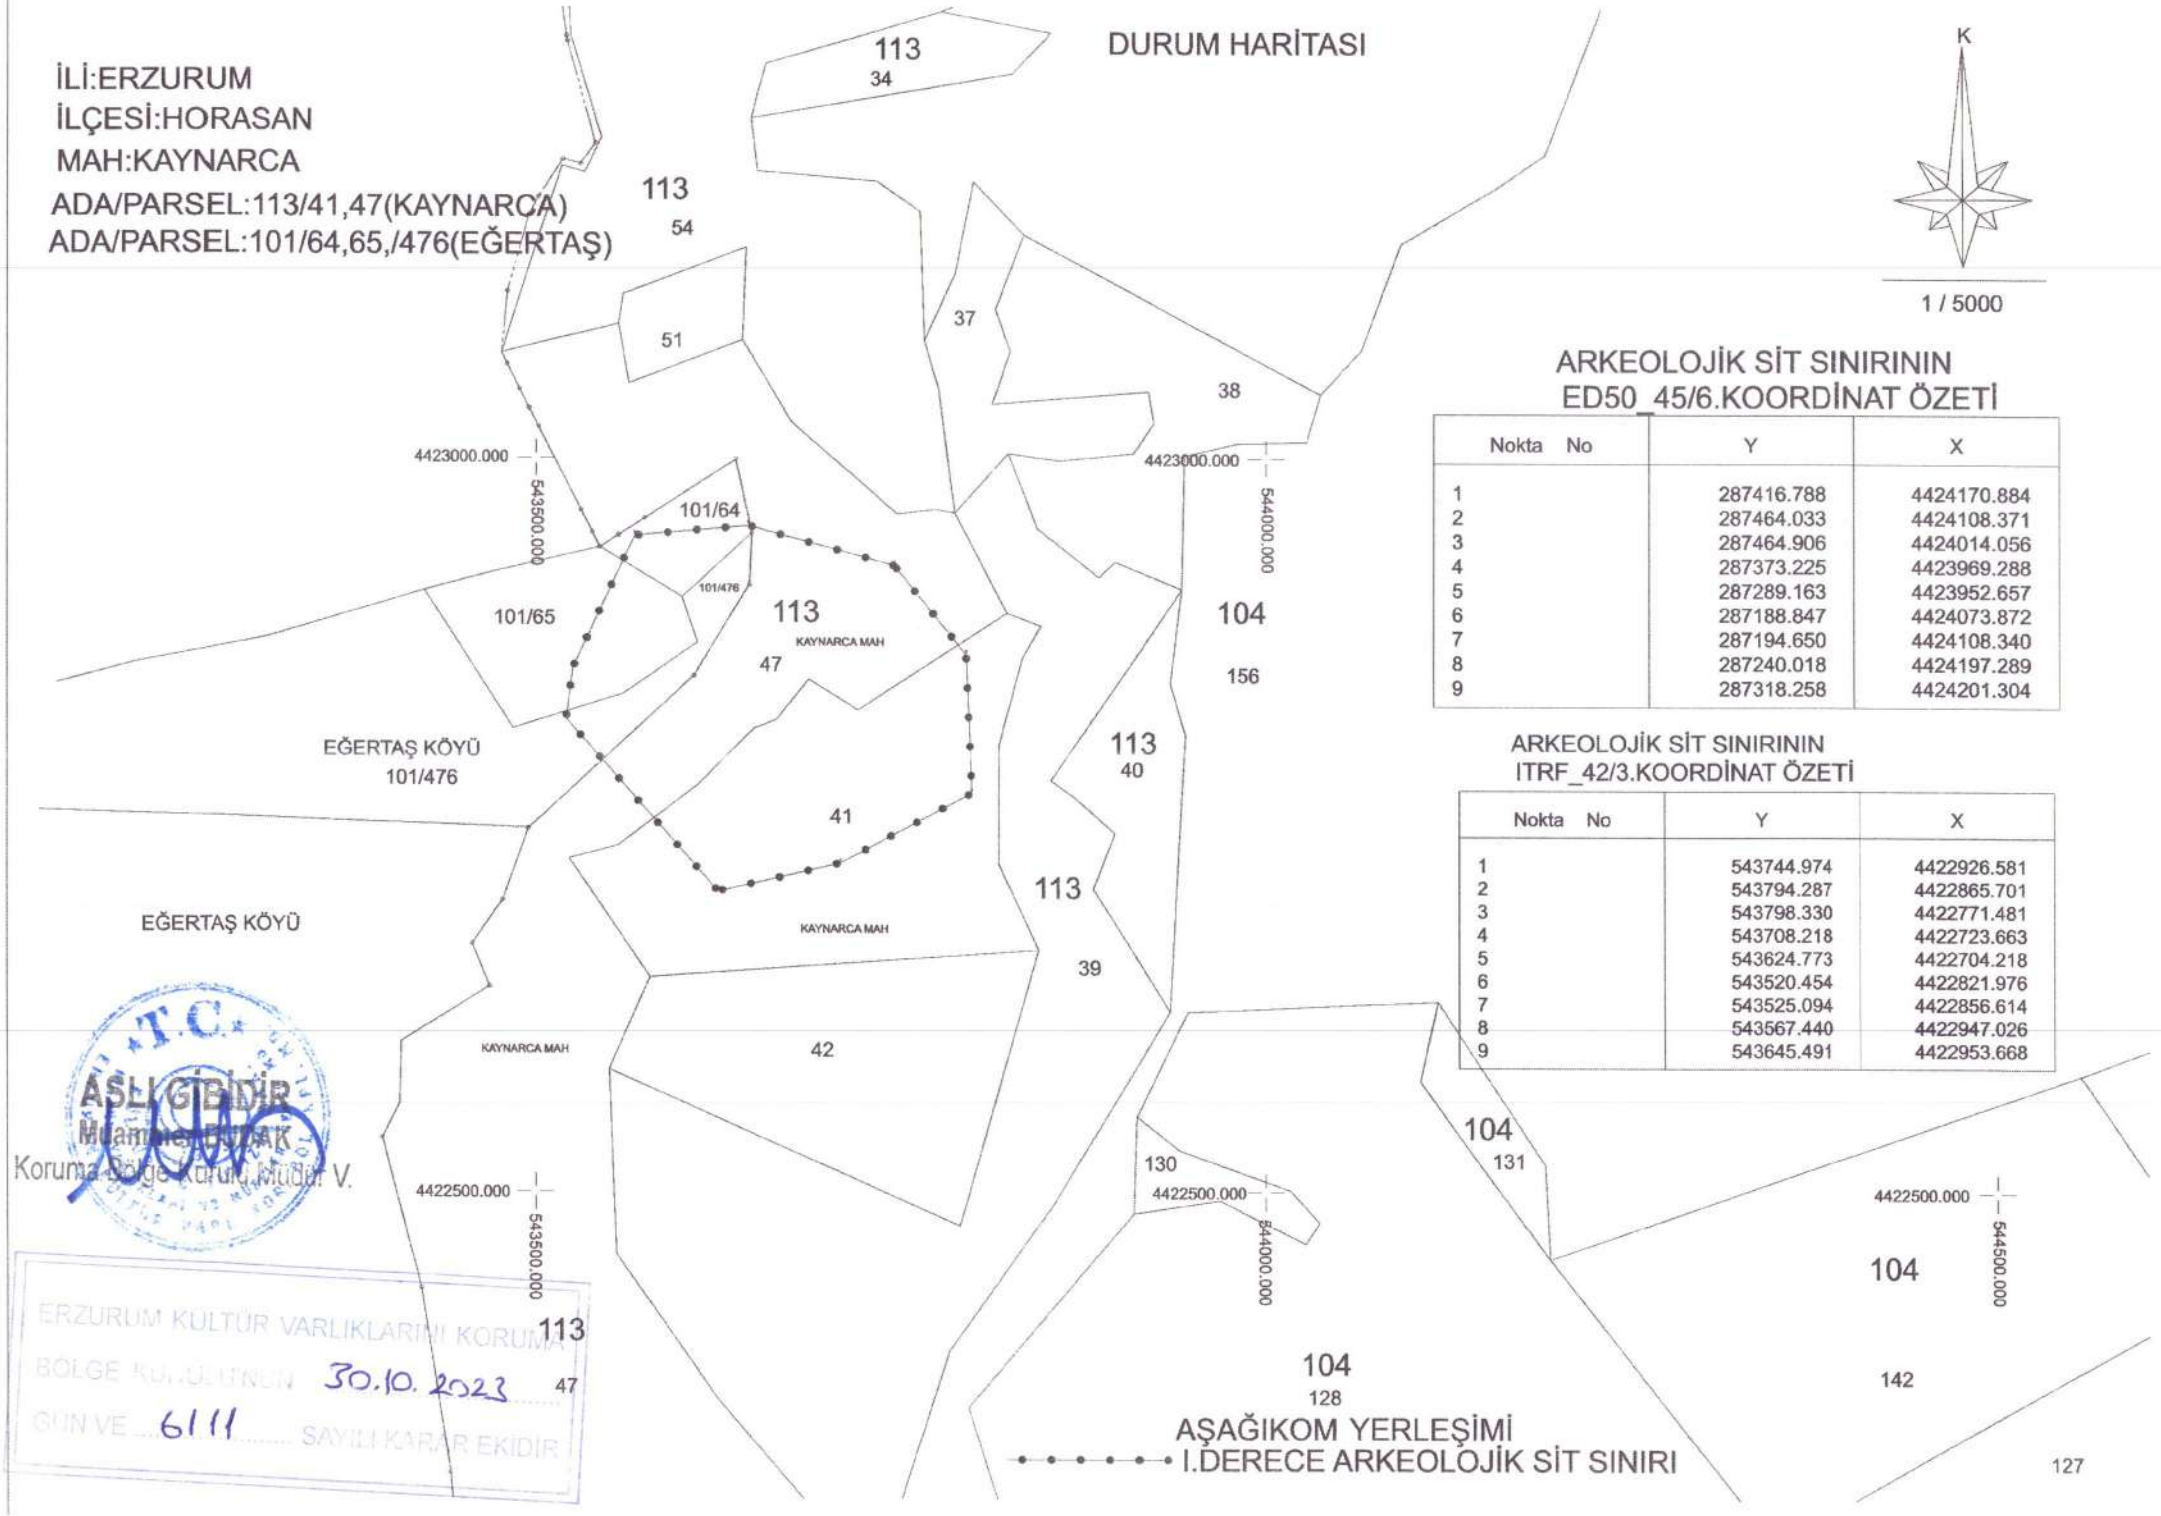 DURUM HARİTASI
İLİ:ERZURUM
İLÇESİ:HORASAN
MAH:KAYNARCA
ADA/PARSEL:113/41,47(KAYNARCA)
ADA/PARSEL:101/64,65,/476(EĞERTAŞ)
K
1 / 5000
113
34
113
54
51
37
38
4423000.000
543500.000
4423000.000
544000.000
101/64
101/65
101/476
113
KAYNARCA MAH
47
104
156
EĞERTAŞ KÖYÜ
101/476
113
40
41
113
39
EĞERTAŞ KÖYÜ
KAYNARCA MAH
KAYNARCA MAH
42
ARKEOLOJİK SİT SINIRININ
ED50_45/6.KOORDİNAT ÖZETİ
Nokta No Y X
1 287416.788 4424170.884
2 287464.033 4424108.371
3 287464.906 4424014.056
4 287373.225 4423969.288
5 287289.163 4423952.657
6 287188.847 4424073.872
7 287194.650 4424108.340
8 287240.018 4424197.289
9 287318.258 4424201.304
ARKEOLOJİK SİT SINIRININ
ITRF_42/3.KOORDİNAT ÖZETİ
Nokta No Y X
1 543744.974 4422926.581
2 543794.287 4422865.701
3 543798.330 4422771.481
4 543708.218 4422723.663
5 543624.773 4422704.218
6 543520.454 4422821.976
7 543525.094 4422856.614
8 543567.440 4422947.026
9 543645.491 4422953.668
104
131
130
4422500.000
543500.000
4422500.000
544000.000
4422500.000
544500.000
104
142
127
104
128
113
47
T.C.
ASLI GİBİDİR
Muammer BUDAK
Koruma Bölge Kurulu Müdür V.
ERZURUM KÜLTÜR VARLIKLARINI KORUMA
BÖLGE KURULU'NUN 30.10.2023
GÜN VE 6111 SAYILI KARAR EKİDİR
AŞAĞIKOM YERLEŞİMİ
I.DERECE ARKEOLOJİK SİT SINIRI